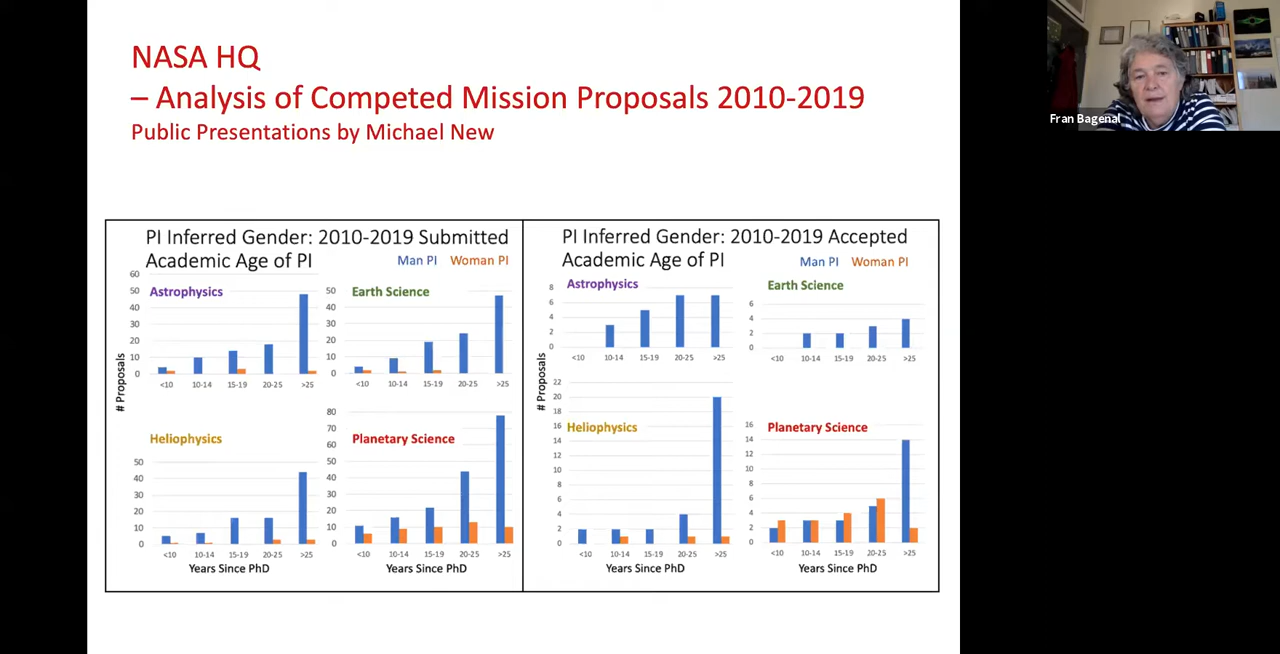 NASA HQ
– Analysis of Competed Mission Proposals 2010-2019
Public Presentations by Michael New
Fran Bagenal
PI Inferred Gender: 2010-2019 Submitted
Academic Age of PI
Man PI Woman PI
# Proposals
Astrophysics
60
50
40
30
20
10
0
<10 10-14 15-19 20-25 >25
Earth Science
50
40
30
20
10
0
<10 10-14 15-19 20-25 >25
Heliophysics
50
40
30
20
10
0
<10 10-14 15-19 20-25 >25
Years Since PhD
Planetary Science
80
70
60
50
40
30
20
10
0
<10 10-14 15-19 20-25 >25
Years Since PhD
PI Inferred Gender: 2010-2019 Accepted
Academic Age of PI
Man PI Woman PI
# Proposals
Astrophysics
8
6
4
2
0
<10 10-14 15-19 20-25 >25
Earth Science
6
4
2
0
<10 10-14 15-19 20-25 >25
Heliophysics
22
20
18
16
14
12
10
8
6
4
2
0
<10 10-14 15-19 20-25 >25
Years Since PhD
Planetary Science
16
14
12
10
8
6
4
2
0
<10 10-14 15-19 20-25 >25
Years Since PhD